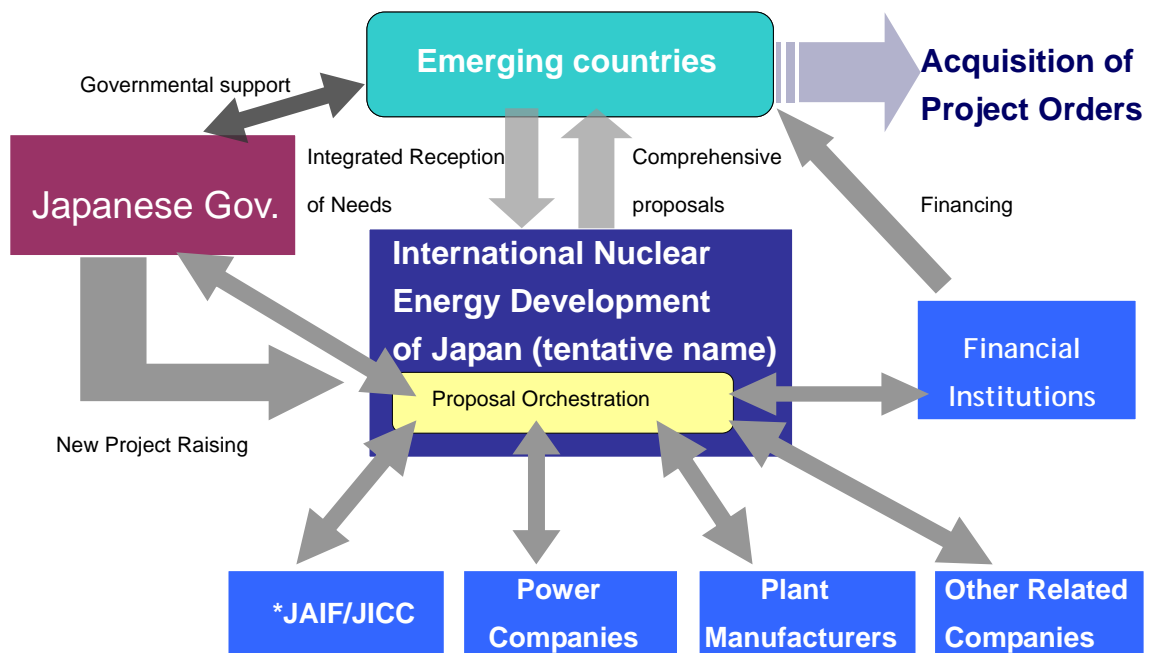 Emerging countries
Acquisition of
Project Orders
Governmental support
Japanese Gov.
Integrated Reception
of Needs
Comprehensive
proposals
Financing
International Nuclear
Energy Development
of Japan (tentative name)
Proposal Orchestration
Financial
Institutions
New Project Raising
*JAIF/JICC
Power
Companies
Plant
Manufacturers
Other Related
Companies